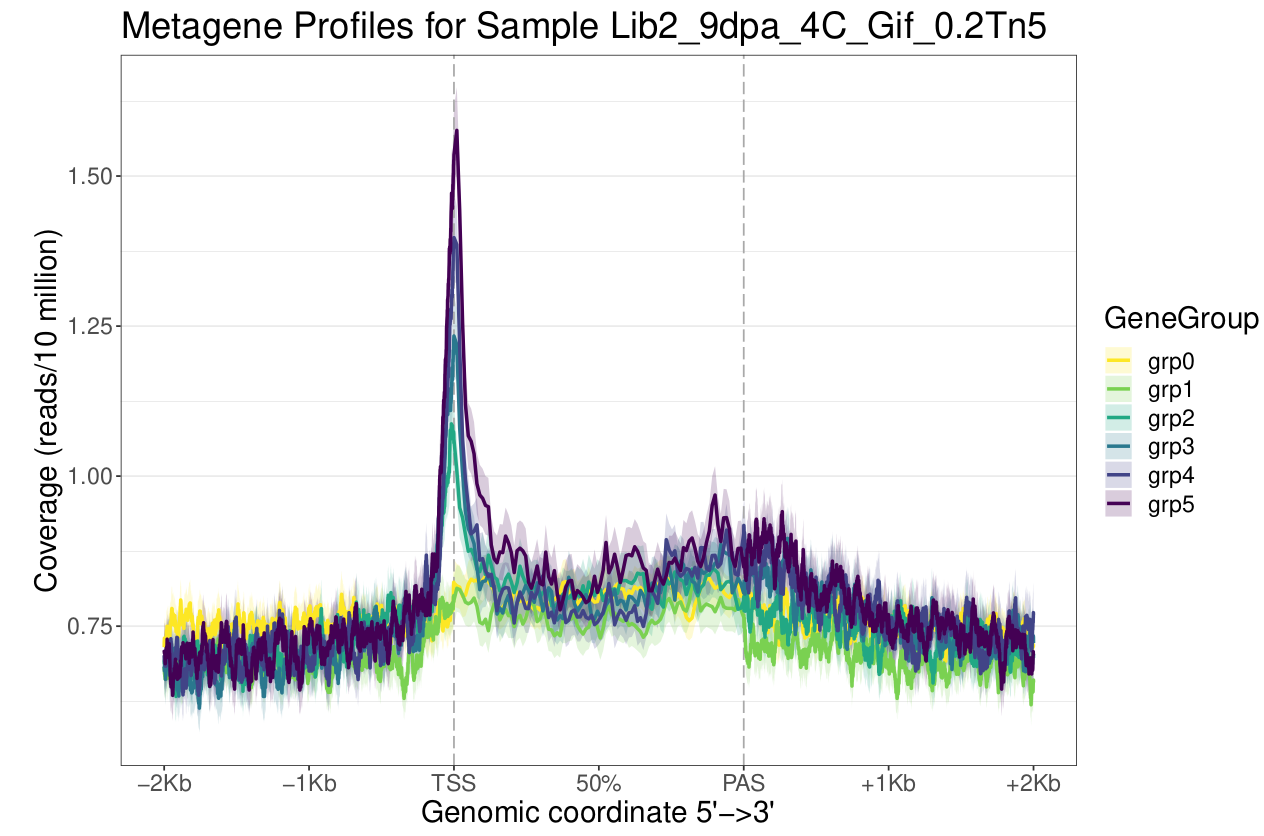 Metagene Profiles for Sample Lib2_9dpa_4C_Gif_0.2Tn5
Coverage (reads/10 million)
1.50
1.25
1.00
0.75
−2Kb
−1Kb
TSS
50%
PAS
+1Kb
+2Kb
Genomic coordinate 5'−>3'
GeneGroup
grp0
grp1
grp2
grp3
grp4
grp5